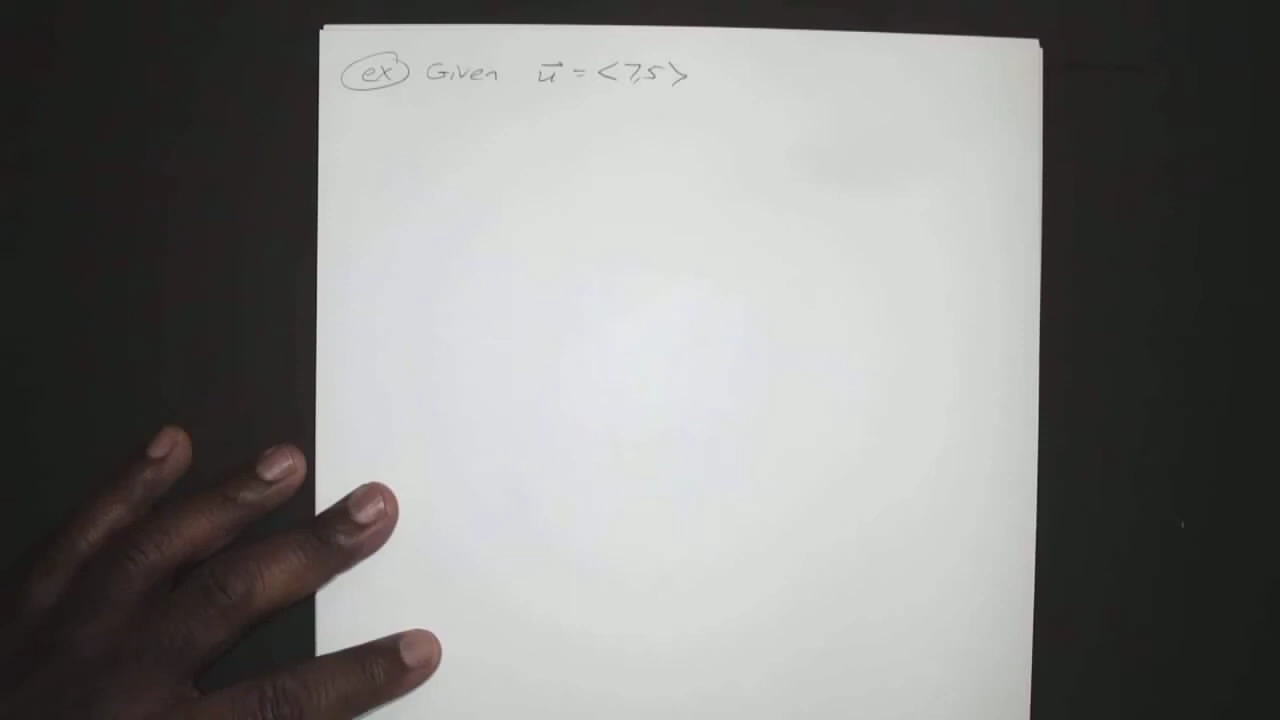 ex Given u⃗ = <7,5>